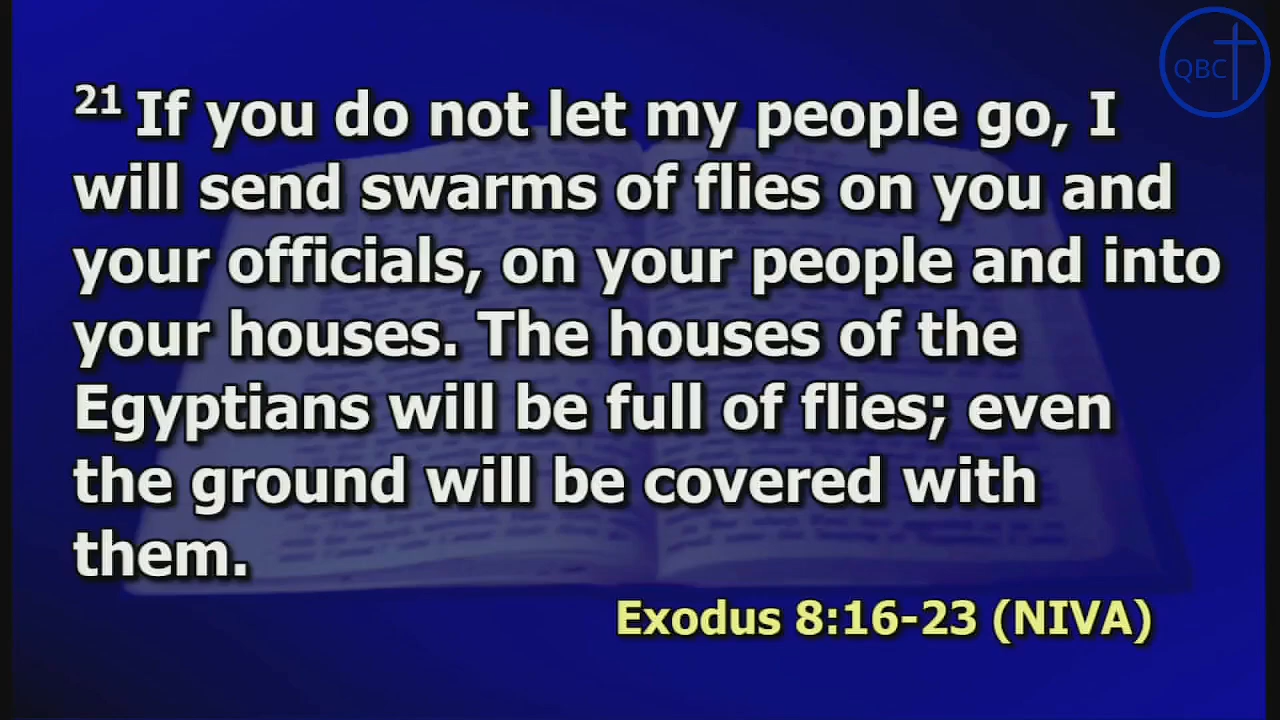 QBC
21 If you do not let my people go, I
will send swarms of flies on you and
your officials, on your people and into
your houses. The houses of the
Egyptians will be full of flies; even
the ground will be covered with
them.
Exodus 8:16-23 (NIVA)